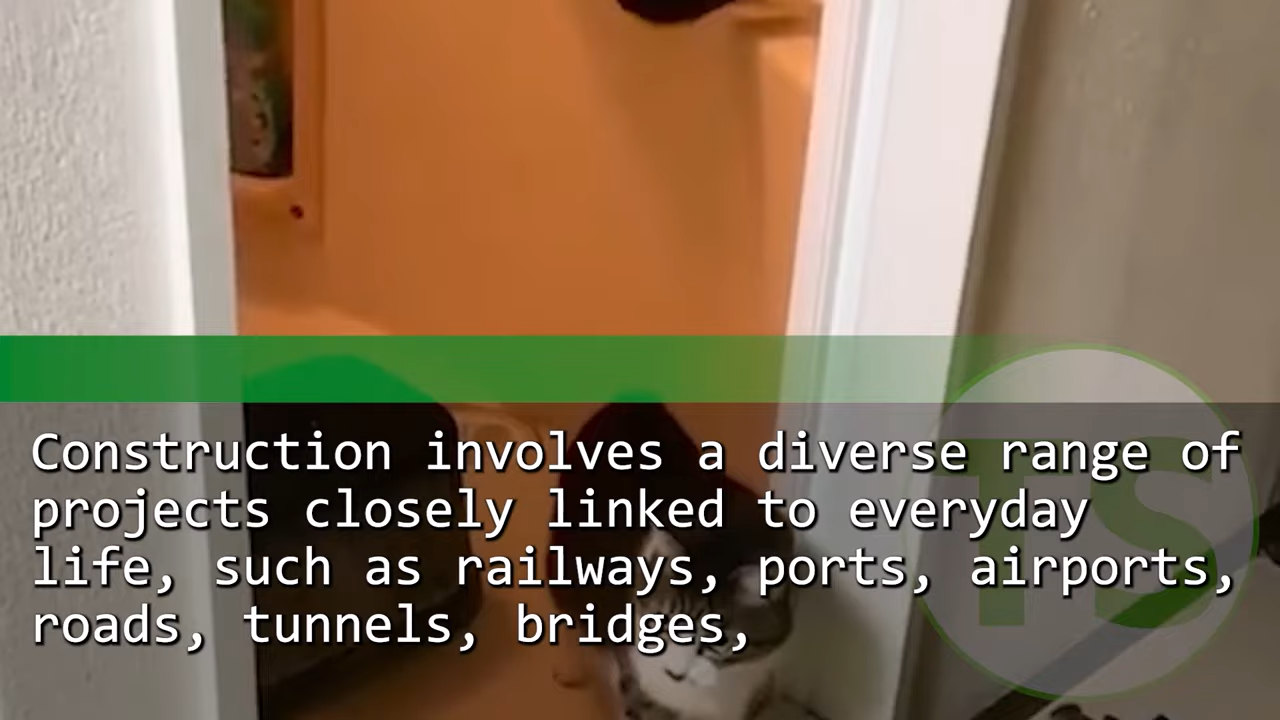 Construction involves a diverse range of
projects closely linked to everyday
life, such as railways, ports, airports,
roads, tunnels, bridges,
TS